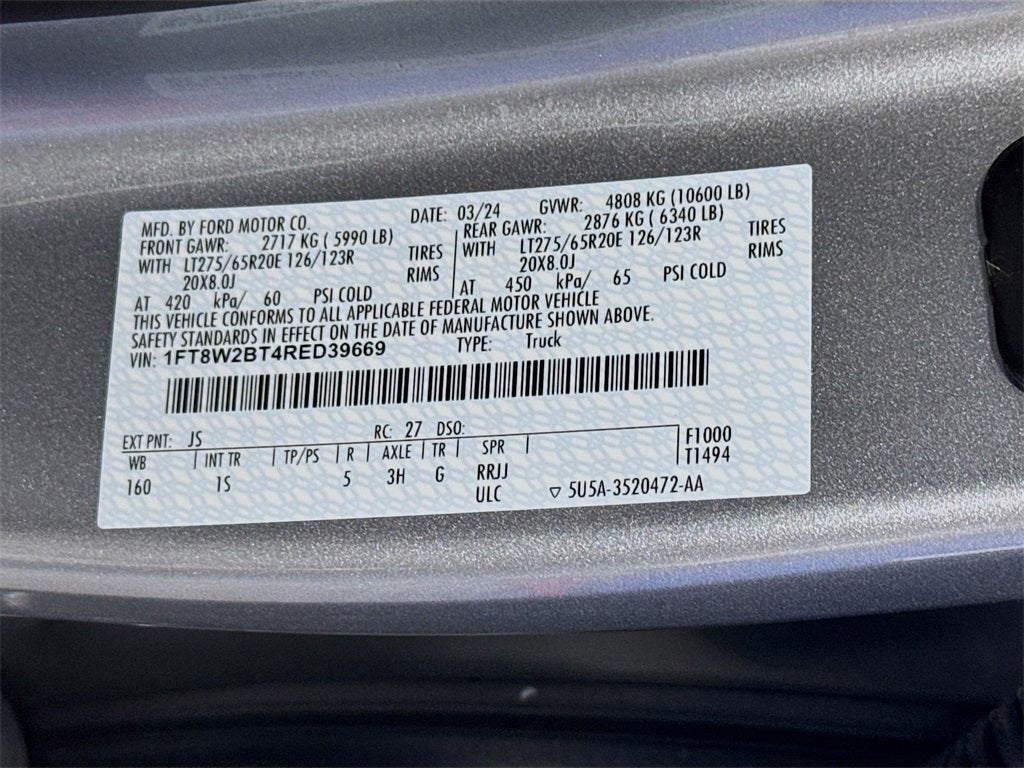 MFD. BY FORD MOTOR CO. DATE: 03/24 GVWR: 4808 KG (10600 LB)
FRONT GAWR: 2717 KG ( 5990 LB) REAR GAWR: 2876 KG ( 6340 LB)
WITH LT275/65R20E 126/123R TIRES WITH LT275/65R20E 126/123R TIRES
20X8.0J RIMS 20X8.0J RIMS
AT 420 kPa/ 60 PSI COLD AT 450 kPa/ 65 PSI COLD
THIS VEHICLE CONFORMS TO ALL APPLICABLE FEDERAL MOTOR VEHICLE
SAFETY STANDARDS IN EFFECT ON THE DATE OF MANUFACTURE SHOWN ABOVE.
VIN: 1FT8W2BT4RED39669 TYPE: Truck
EXT PNT: JS RC: 27 DSO:
WB INT TR TP/PS R AXLE TR SPR F1000
160 1S 5 3H G RRJJ T1494
ULC 5U5A-3520472-AA